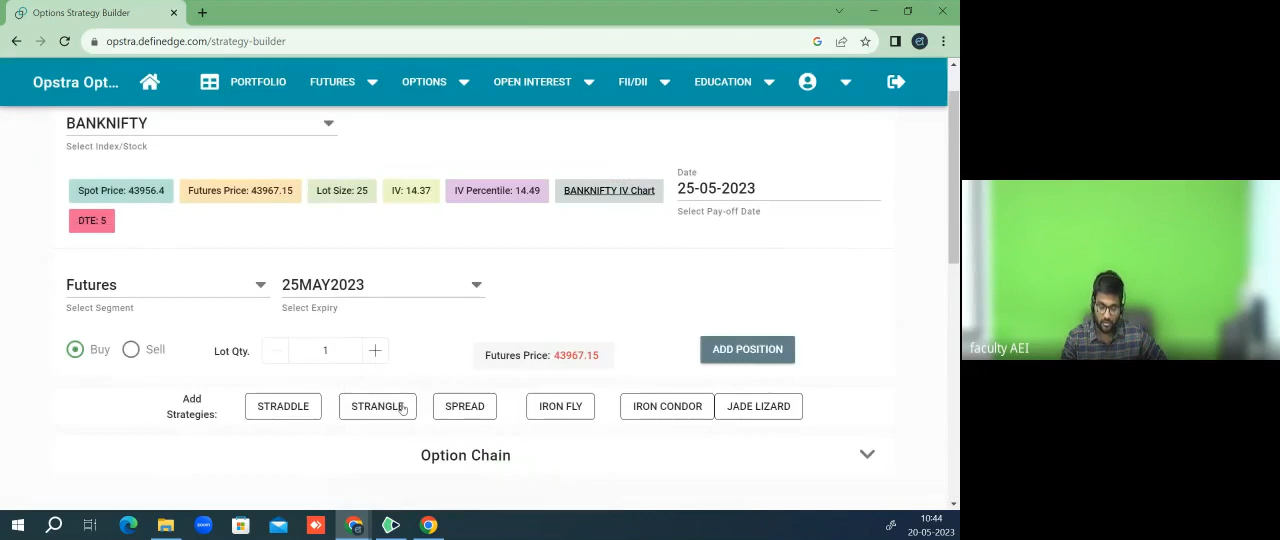 Options Strategy Builder
opstra.definedge.com/strategy-builder
Opstra Opt... PORTFOLIO FUTURES OPTIONS OPEN INTEREST FII/DII EDUCATION
BANKNIFTY
Select Index/Stock
Date
Spot Price: 43956.4 Futures Price: 43967.15 Lot Size: 25 IV: 14.37 IV Percentile: 14.49 BANKNIFTY IV Chart 25-05-2023
Select Pay-off Date
DTE: 5
Futures 25MAY2023
Select Segment Select Expiry
Buy Sell Lot Qty. 1 Futures Price: 43967.15 ADD POSITION
Add
Strategies:
STRADDLE STRANGLE SPREAD IRON FLY IRON CONDOR JADE LIZARD
Option Chain
faculty AEI
zoom
10:44
20-05-2023